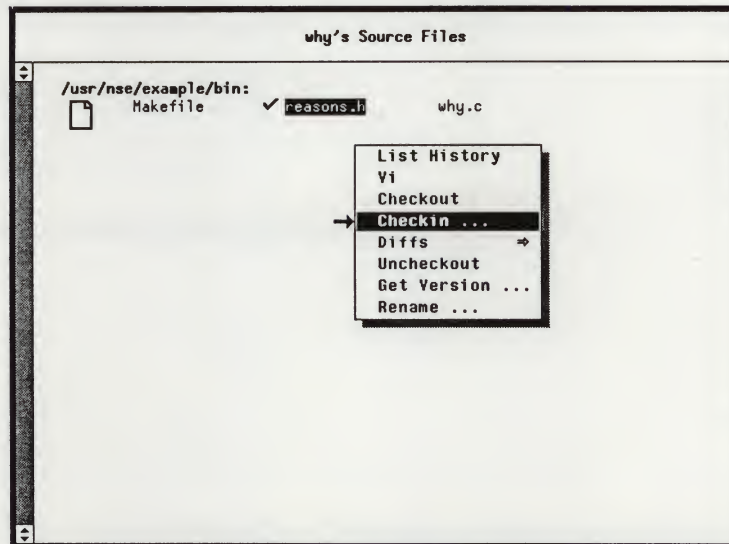 why's Source Files
/usr/nse/example/bin:
Makefile ✓ reasons.h why.c
List History
Vi
Checkout
Checkin ...
Diffs ⇒
Uncheckout
Get Version ...
Rename ...